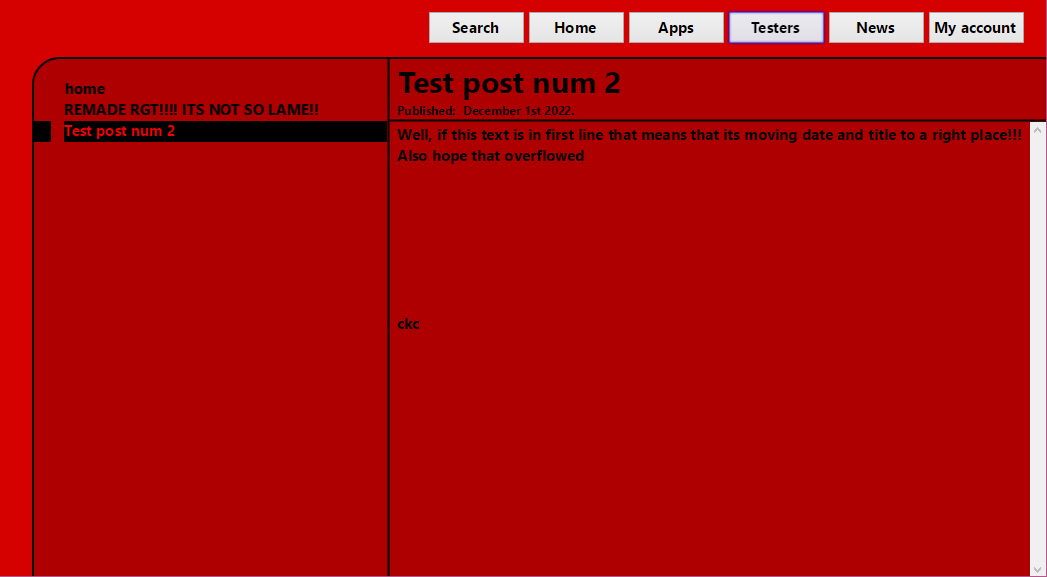 Search Home Apps Testers News My account
home
REMADE RGT!!!! ITS NOT SO LAME!!
Test post num 2
Test post num 2
Published: December 1st 2022.
Well, if this text is in first line that means that its moving date and title to a right place!!!
Also hope that overflowed
ckc